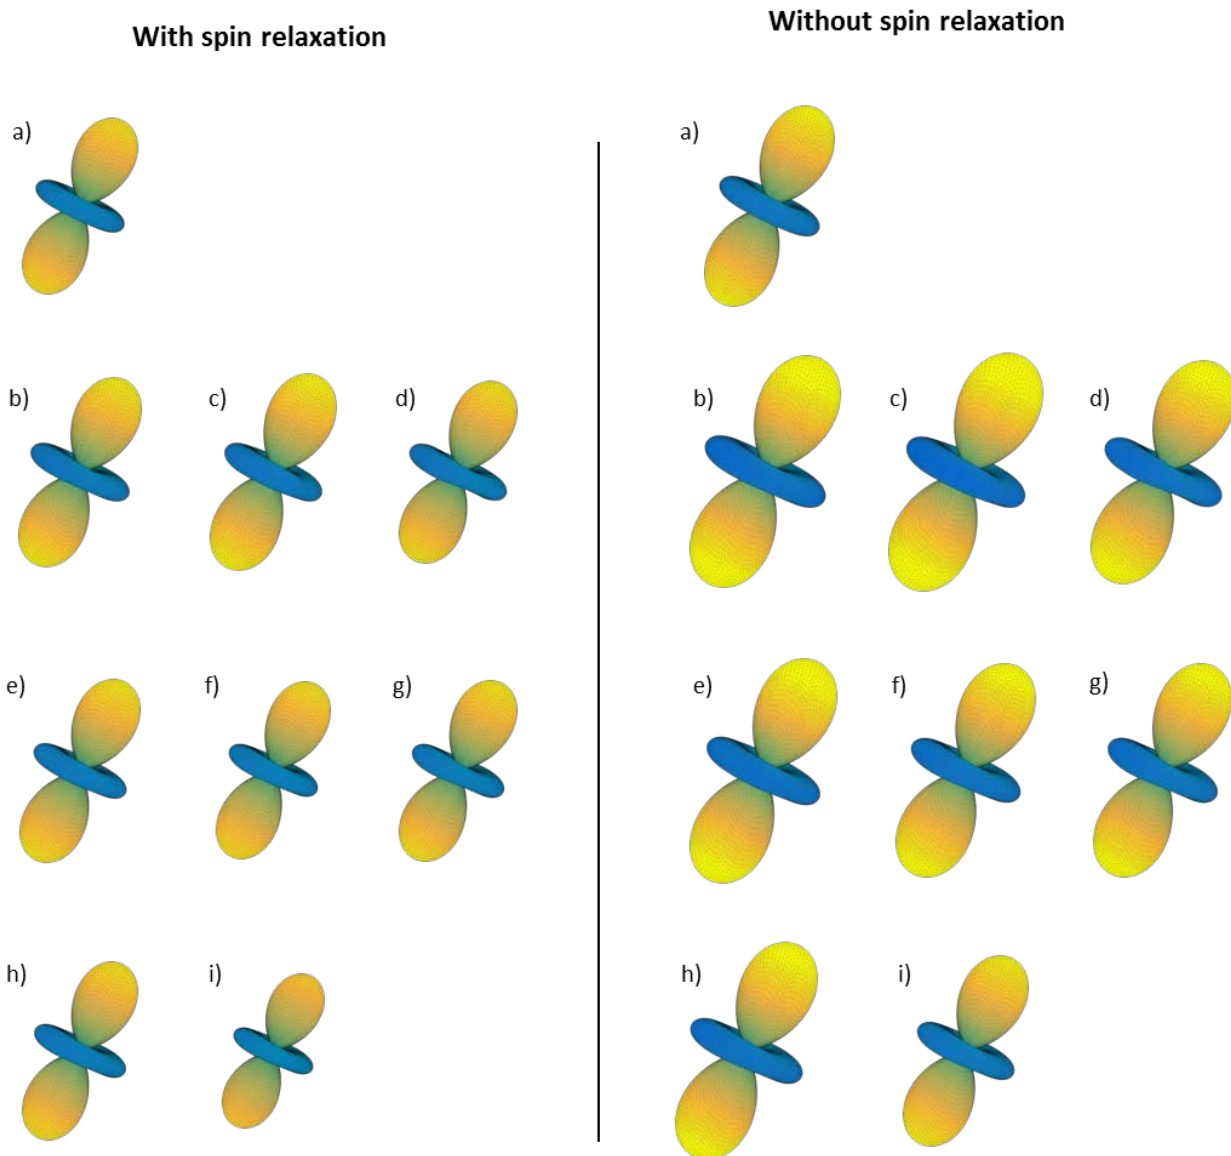 With spin relaxation
Without spin relaxation
a)
a)
b) c) d)
b) c) d)
e) f) g)
e) f) g)
h) i)
h) i)